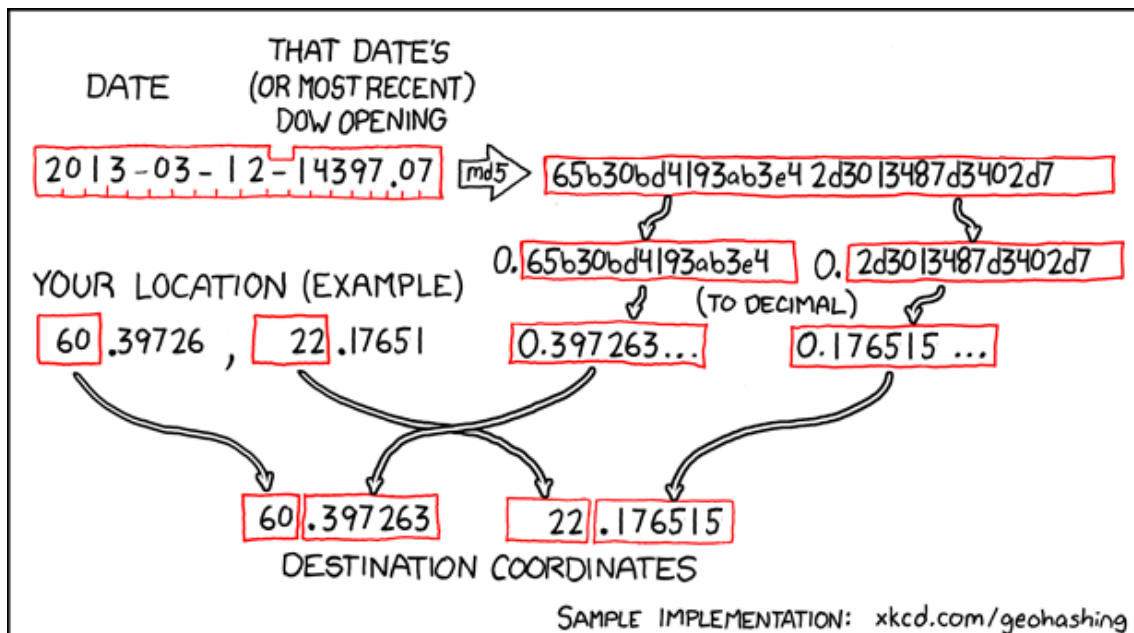 DATE
THAT DATE'S
(OR MOST RECENT)
DOW OPENING
2013-03-12-14397.07
md5
65b30bd4193ab3e42d3013487d3402d7
0.65b30bd4193ab3e4
0.2d3013487d3402d7
YOUR LOCATION (EXAMPLE)
(TO DECIMAL)
60.39726, 22.17651
0.397263...
0.176515...
60.397263
22.176515
DESTINATION COORDINATES
SAMPLE IMPLEMENTATION: xkcd.com/geohashing